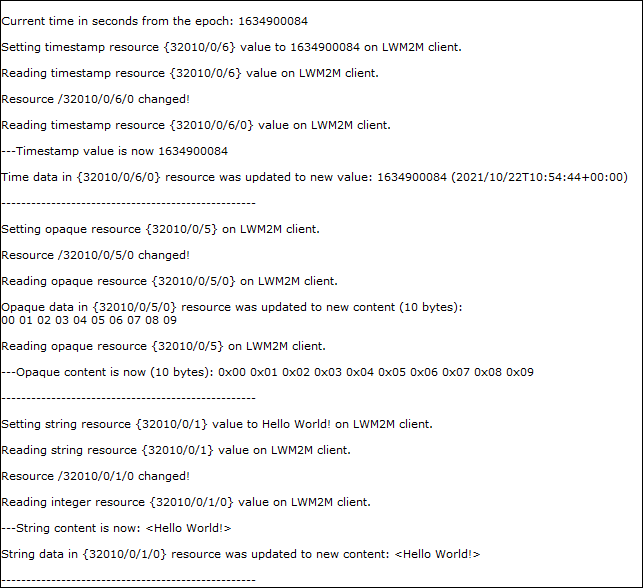 Current time in seconds from the epoch: 1634900084
Setting timestamp resource {32010/0/6} value to 1634900084 on LWM2M client.
Reading timestamp resource {32010/0/6} value on LWM2M client.
Resource /32010/0/6/0 changed!
Reading timestamp resource {32010/0/6/0} value on LWM2M client.
---Timestamp value is now 1634900084
Time data in {32010/0/6/0} resource was updated to new value: 1634900084 (2021/10/22T10:54:44+00:00)
---------------------------------------------------
Setting opaque resource {32010/0/5} on LWM2M client.
Resource /32010/0/5/0 changed!
Reading opaque resource {32010/0/5/0} on LWM2M client.
Opaque data in {32010/0/5/0} resource was updated to new content (10 bytes):
00 01 02 03 04 05 06 07 08 09
Reading opaque resource {32010/0/5} on LWM2M client.
---Opaque content is now (10 bytes): 0x00 0x01 0x02 0x03 0x04 0x05 0x06 0x07 0x08 0x09
---------------------------------------------------
Setting string resource {32010/0/1} value to Hello World! on LWM2M client.
Reading string resource {32010/0/1} value on LWM2M client.
Resource /32010/0/1/0 changed!
Reading integer resource {32010/0/1/0} value on LWM2M client.
---String content is now: <Hello World!>
String data in {32010/0/1/0} resource was updated to new content: <Hello World!>
---------------------------------------------------